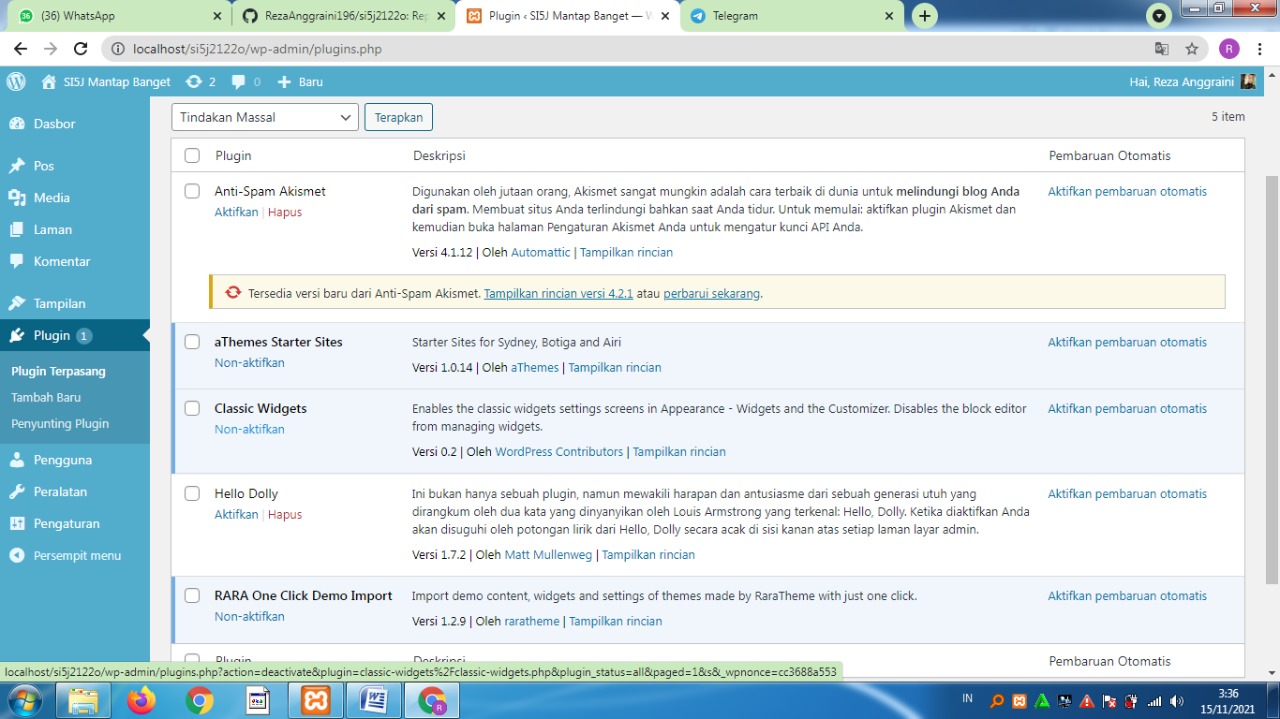 (36) WhatsApp
RezaAnggraini196/si5j2122o: Rep
Plugin ‹ SI5J Mantap Banget — W
Telegram
localhost/si5j2122o/wp-admin/plugins.php
R
SI5J Mantap Banget
2
0
Baru
Hai, Reza Anggraini
Dasbor
Pos
Media
Laman
Komentar
Tampilan
Plugin 1
Plugin Terpasang
Tambah Baru
Penyunting Plugin
Pengguna
Peralatan
Pengaturan
Persempit menu
Tindakan Massal
Terapkan
5 item
Plugin
Deskripsi
Pembaruan Otomatis
Anti-Spam Akismet
Aktifkan | Hapus
Digunakan oleh jutaan orang, Akismet sangat mungkin adalah cara terbaik di dunia untuk melindungi blog Anda
dari spam. Membuat situs Anda terlindungi bahkan saat Anda tidur. Untuk memulai: aktifkan plugin Akismet dan
kemudian buka halaman Pengaturan Akismet Anda untuk mengatur kunci API Anda.
Versi 4.1.12 | Oleh Automattic | Tampilkan rincian
Aktifkan pembaruan otomatis
Tersedia versi baru dari Anti-Spam Akismet. Tampilkan rincian versi 4.2.1 atau perbarui sekarang.
aThemes Starter Sites
Non-aktifkan
Starter Sites for Sydney, Botiga and Airi
Versi 1.0.14 | Oleh aThemes | Tampilkan rincian
Aktifkan pembaruan otomatis
Classic Widgets
Non-aktifkan
Enables the classic widgets settings screens in Appearance - Widgets and the Customizer. Disables the block editor
from managing widgets.
Versi 0.2 | Oleh WordPress Contributors | Tampilkan rincian
Aktifkan pembaruan otomatis
Hello Dolly
Aktifkan | Hapus
Ini bukan hanya sebuah plugin, namun mewakili harapan dan antusiasme dari sebuah generasi utuh yang
dirangkum oleh dua kata yang dinyanyikan oleh Louis Armstrong yang terkenal: Hello, Dolly. Ketika diaktifkan Anda
akan disuguhi oleh potongan lirik dari Hello, Dolly secara acak di sisi kanan atas setiap laman layar admin.
Versi 1.7.2 | Oleh Matt Mullenweg | Tampilkan rincian
Aktifkan pembaruan otomatis
RARA One Click Demo Import
Non-aktifkan
Import demo content, widgets and settings of themes made by RaraTheme with just one click.
Versi 1.2.9 | Oleh raratheme | Tampilkan rincian
Aktifkan pembaruan otomatis
Plugin
Deskripsi
Pembaruan Otomatis
localhost/si5j2122o/wp-admin/plugins.php?action=deactivate&plugin=classic-widgets%2Fclassic-widgets.php&plugin_status=all&paged=1&s&_wpnonce=cc3688a553
IN
3:36
15/11/2021